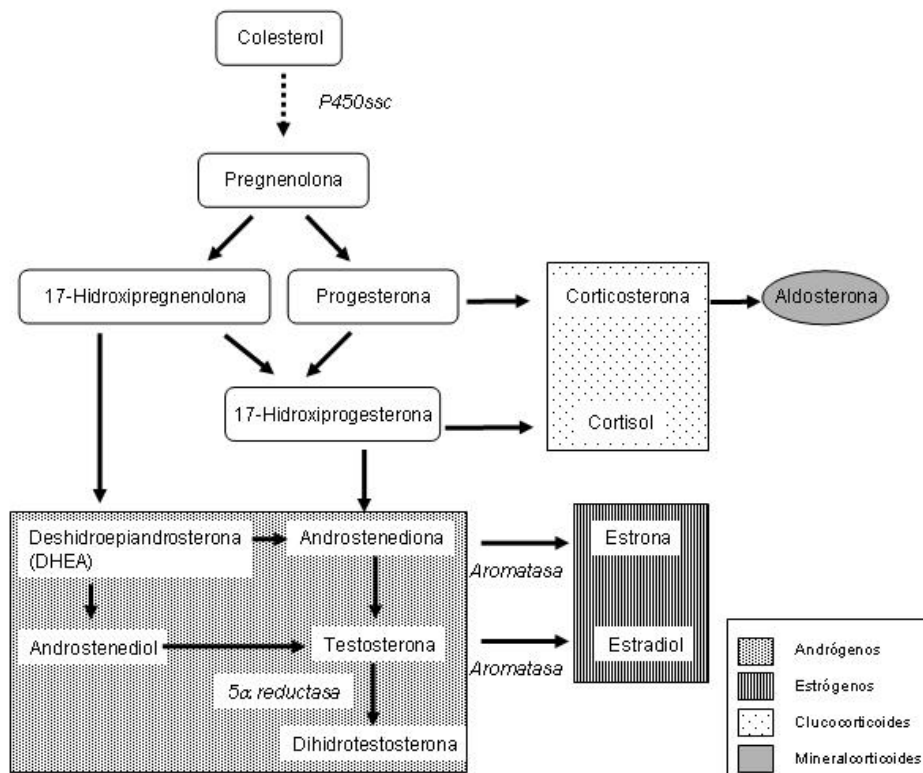 Colesterol
P450ssc
Pregnenolona
17-Hidroxipregnenolona
Progesterona
Corticosterona
Aldosterona
17-Hidroxiprogesterona
Cortisol
Deshidroepiandrosterona
(DHEA)
Androstenediona
Aromatasa
Estrona
Androstenediol
Testosterona
Aromatasa
Estradiol
5α reductasa
Dihidrotestosterona
Andrógenos
Estrógenos
Clucocorticoides
Mineralcorticoides